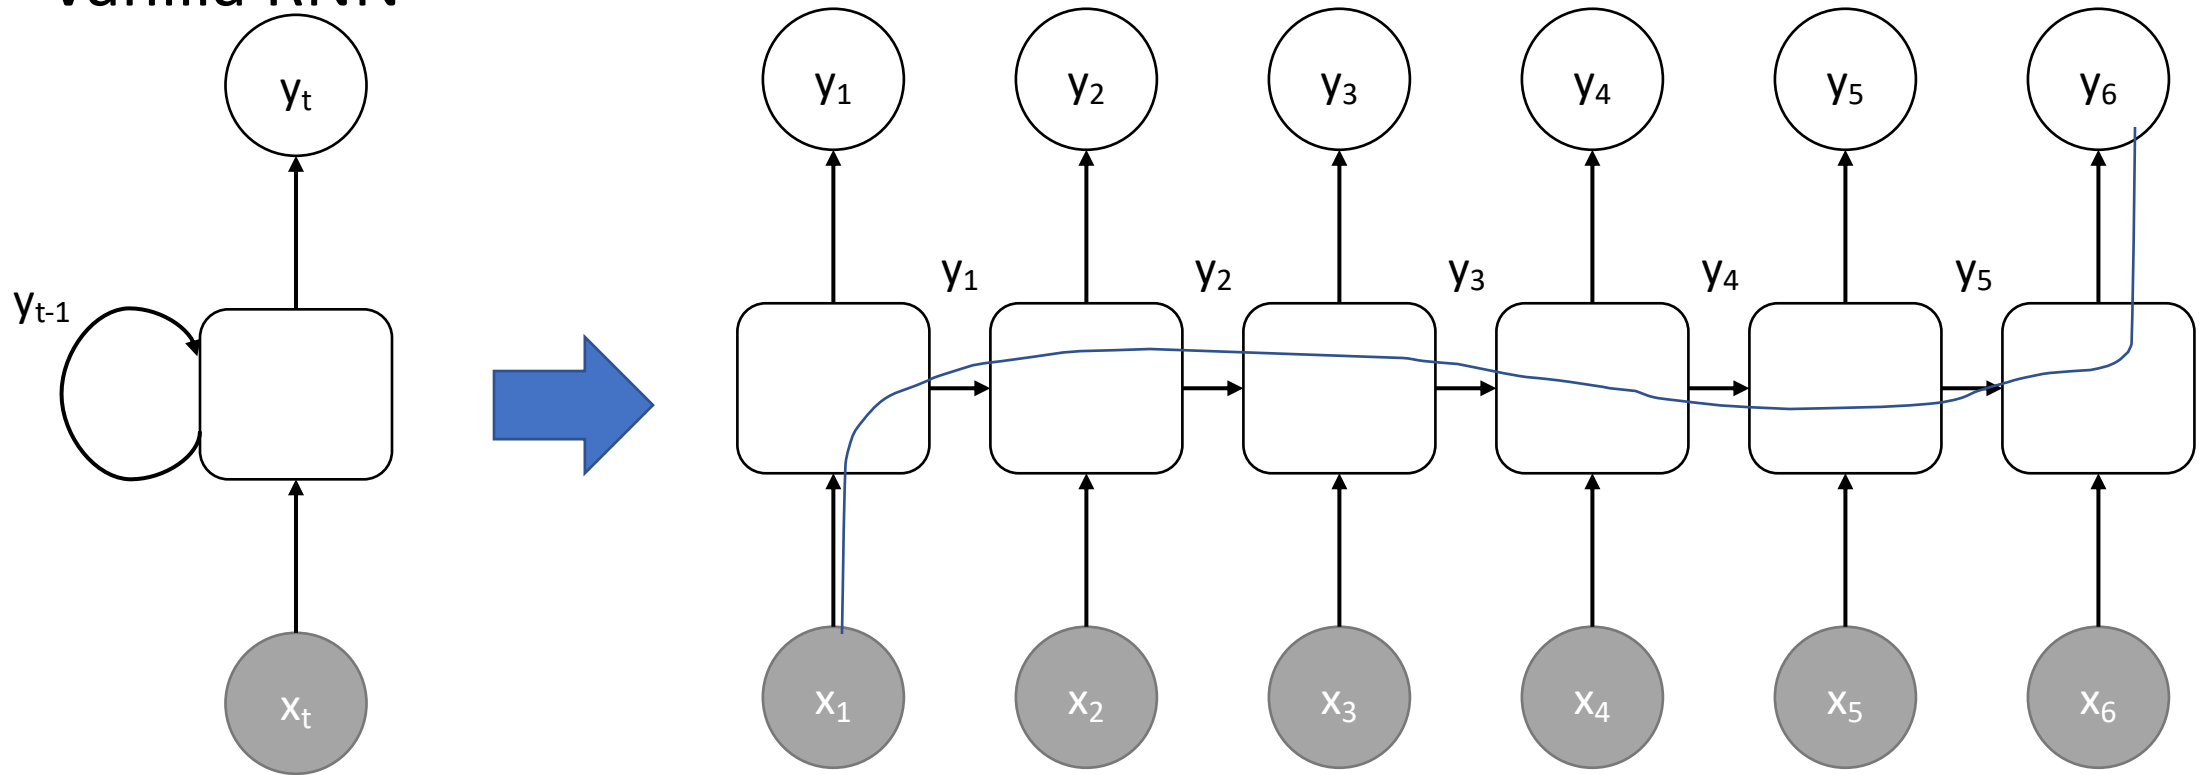 Vanilla RNN
y₁ y₂ y₃ y₄ y₅ y₆
yₜ
y₁ y₂ y₃ y₄ y₅
yₜ₋₁
x₁ x₂ x₃ x₄ x₅ x₆
xₜ